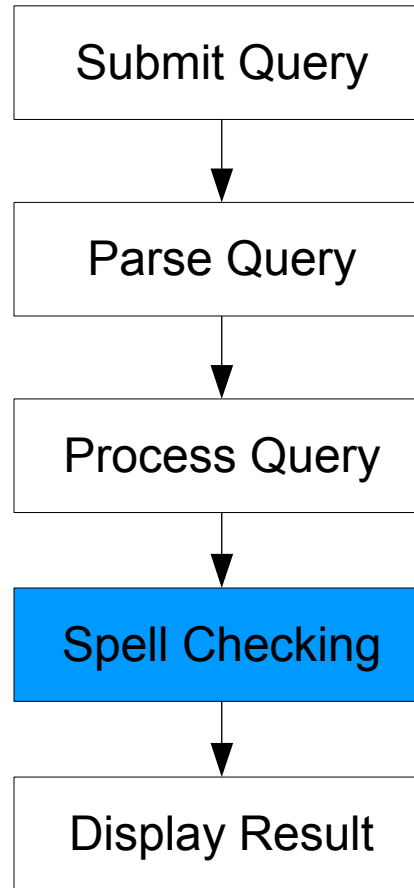 Submit Query
Parse Query
Process Query
Spell Checking
Display Result